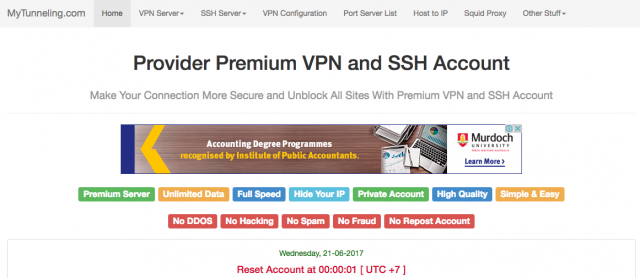 MyTunneling.com Home VPN Server SSH Server VPN Configuration Port Server List Host to IP Squid Proxy Other Stuff
Provider Premium VPN and SSH Account
Make Your Connection More Secure and Unblock All Sites With Premium VPN and SSH Account
Accounting Degree Programmes
recognised by Institute of Public Accountants.
Murdoch
UNIVERSITY
Learn More
Premium Server Unlimited Data Full Speed Hide Your IP Private Account High Quality Simple & Easy
No DDOS No Hacking No Spam No Fraud No Repost Account
Wednesday, 21-06-2017
Reset Account at 00:00:01 [ UTC +7 ]